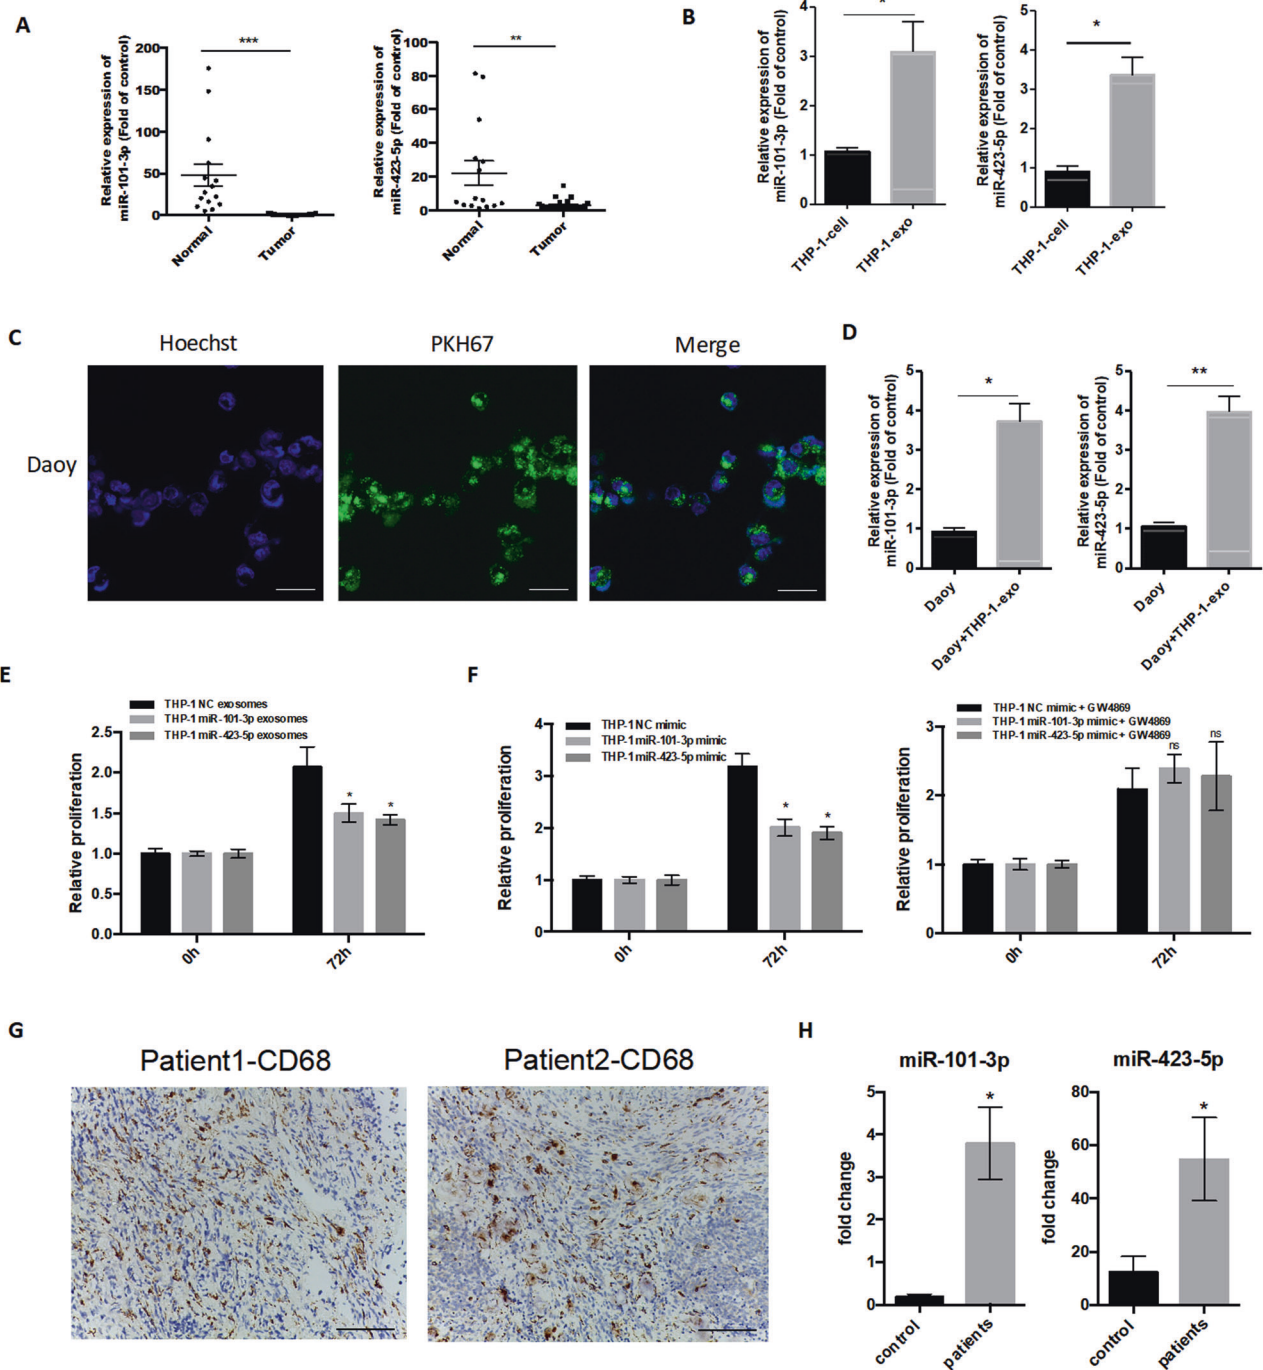 A
Relative expression of
miR-101-3p (Fold of control)
200
150
100
50
0
***
Normal
Tumor
Relative expression of
miR-423-5p (Fold of control)
100
80
60
40
20
0
**
Normal
Tumor
B
Relative expression of
miR-101-3p (Fold of control)
4
3
2
1
0
*
THP-1-cell
THP-1-exo
Relative expression of
miR-423-5p (Fold of control)
5
4
3
2
1
0
*
THP-1-cell
THP-1-exo
C
Hoechst
PKH67
Merge
Daoy
D
Relative expression of
miR-101-3p (Fold of control)
5
4
3
2
1
0
*
Daoy
Daoy+THP-1-exo
Relative expression of
miR-423-5p (Fold of control)
5
4
3
2
1
0
**
Daoy
Daoy+THP-1-exo
E
THP-1 NC exosomes
THP-1 miR-101-3p exosomes
THP-1 miR-423-5p exosomes
Relative proliferation
2.5
2.0
1.5
1.0
0.5
0.0
*
*
0h
72h
F
THP-1 NC mimic
THP-1 miR-101-3p mimic
THP-1 miR-423-5p mimic
Relative proliferation
4
3
2
1
0
*
*
0h
72h
THP-1 NC mimic + GW4869
THP-1 miR-101-3p mimic + GW4869
THP-1 miR-423-5p mimic + GW4869
Relative proliferation
3
2
1
0
ns
ns
0h
72h
G
Patient1-CD68
Patient2-CD68
H
miR-101-3p
fold change
5
4
3
2
1
0
*
control
patients
miR-423-5p
fold change
80
60
40
20
0
*
control
patients